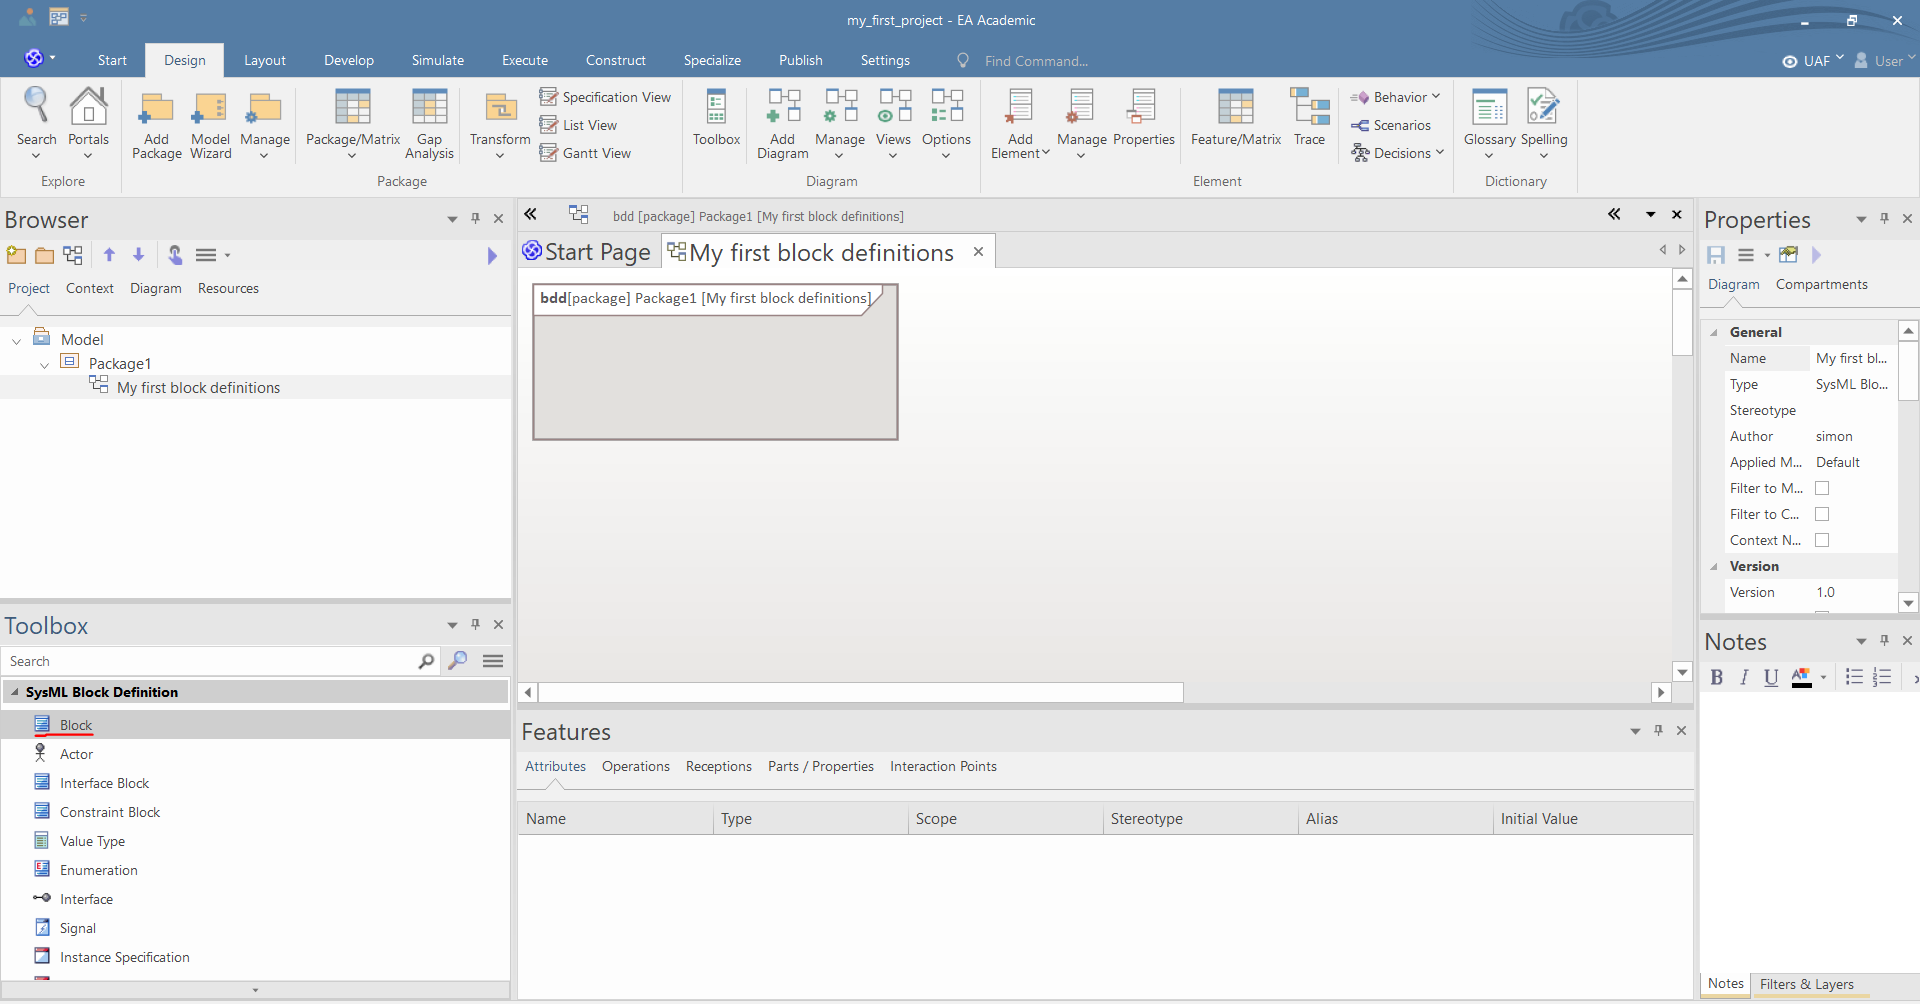 my_first_project - EA Academic
Start Design Layout Develop Simulate Execute Construct Specialize Publish Settings Find Command... UAF User
Search Portals
Explore
Add Package Model Wizard Manage Package/Matrix Gap Analysis Transform
Specification View
List View
Gantt View
Package
Toolbox Add Diagram Manage Views Options
Diagram
Add Element Manage Properties Feature/Matrix Trace
Behavior
Scenarios
Decisions
Element
Glossary Spelling
Dictionary
Browser
Project Context Diagram Resources
Model
Package1
My first block definitions
Toolbox
Search
SysML Block Definition
Block
Actor
Interface Block
Constraint Block
Value Type
Enumeration
Interface
Signal
Instance Specification
bdd [package] Package1 [My first block definitions]
Start Page My first block definitions
bdd[package] Package1 [My first block definitions]
Features
Attributes Operations Receptions Parts / Properties Interaction Points
Name Type Scope Stereotype Alias Initial Value
Properties
Diagram Compartments
General
Name My first bl...
Type SysML Blo...
Stereotype
Author simon
Applied M... Default
Filter to M...
Filter to C...
Context N...
Version
Version 1.0
Notes
B I U A
Notes Filters & Layers